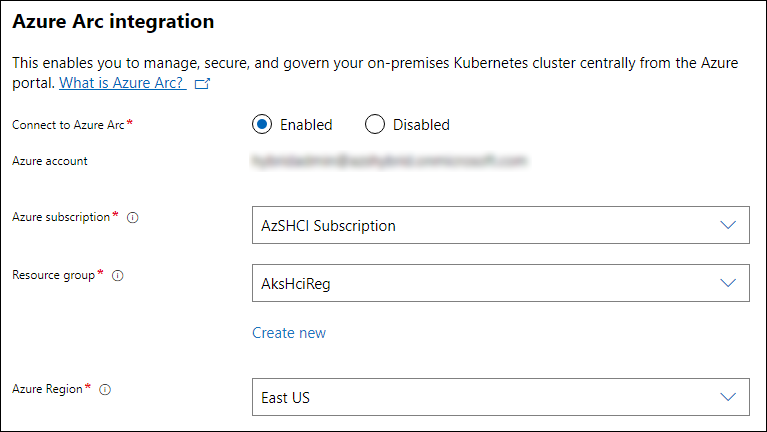 Azure Arc integration
This enables you to manage, secure, and govern your on-premises Kubernetes cluster centrally from the Azure
portal. What is Azure Arc?
Connect to Azure Arc* Enabled Disabled
Azure account
Azure subscription* AzSHCI Subscription
Resource group* AksHciReg
Create new
Azure Region* East US